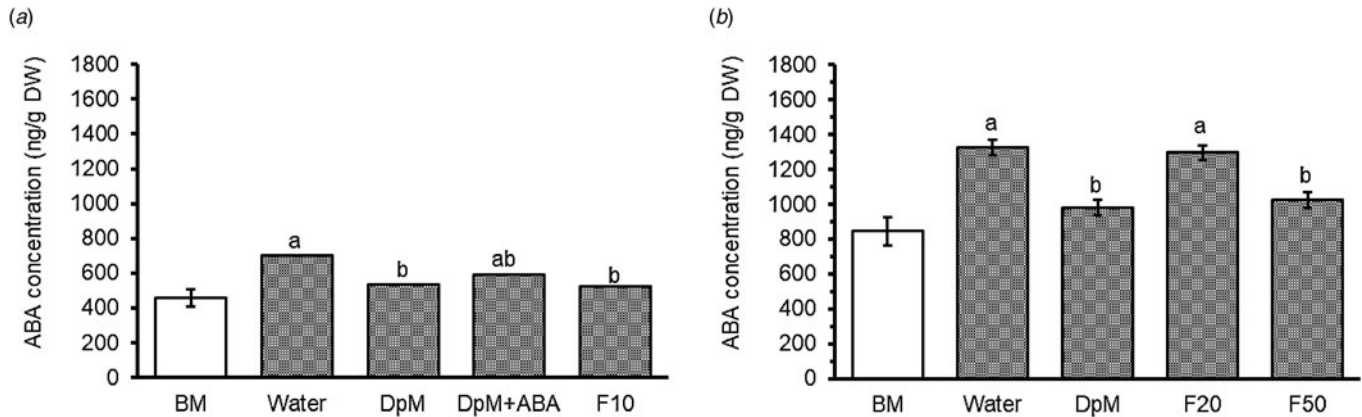 (a)
ABA concentration (ng/g DW)
1800
1600
1400
1200
1000
800
600
400
200
0
a
b
ab
b
BM Water DpM DpM+ABA F10
(b)
ABA concentration (ng/g DW)
1800
1600
1400
1200
1000
800
600
400
200
0
a
b
a
b
BM Water DpM F20 F50